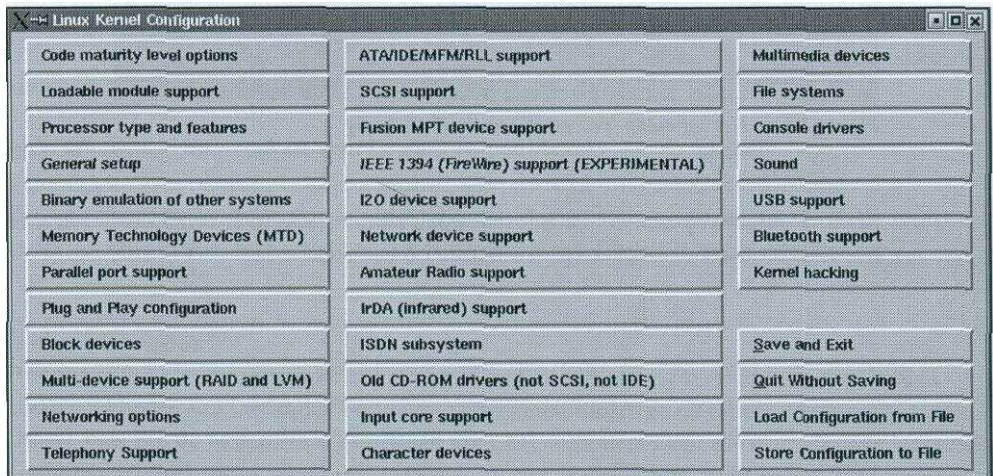 Linux Kernel Configuration
Code maturity level options
Loadable module support
Processor type and features
General setup
Binary emulation of other systems
Memory Technology Devices (MTD)
Parallel port support
Plug and Play configuration
Block devices
Multi-device support (RAID and LVM)
Networking options
Telephony Support
ATA/IDE/MFM/RLL support
SCSI support
Fusion MPT device support
IEEE 1394 (FireWire) support (EXPERIMENTAL)
I2O device support
Network device support
Amateur Radio support
IrDA (infrared) support
ISDN subsystem
Old CD-ROM drivers (not SCSI, not IDE)
Input core support
Character devices
Multimedia devices
File systems
Console drivers
Sound
USB support
Bluetooth support
Kernel hacking
Save and Exit
Quit Without Saving
Load Configuration from File
Store Configuration to File